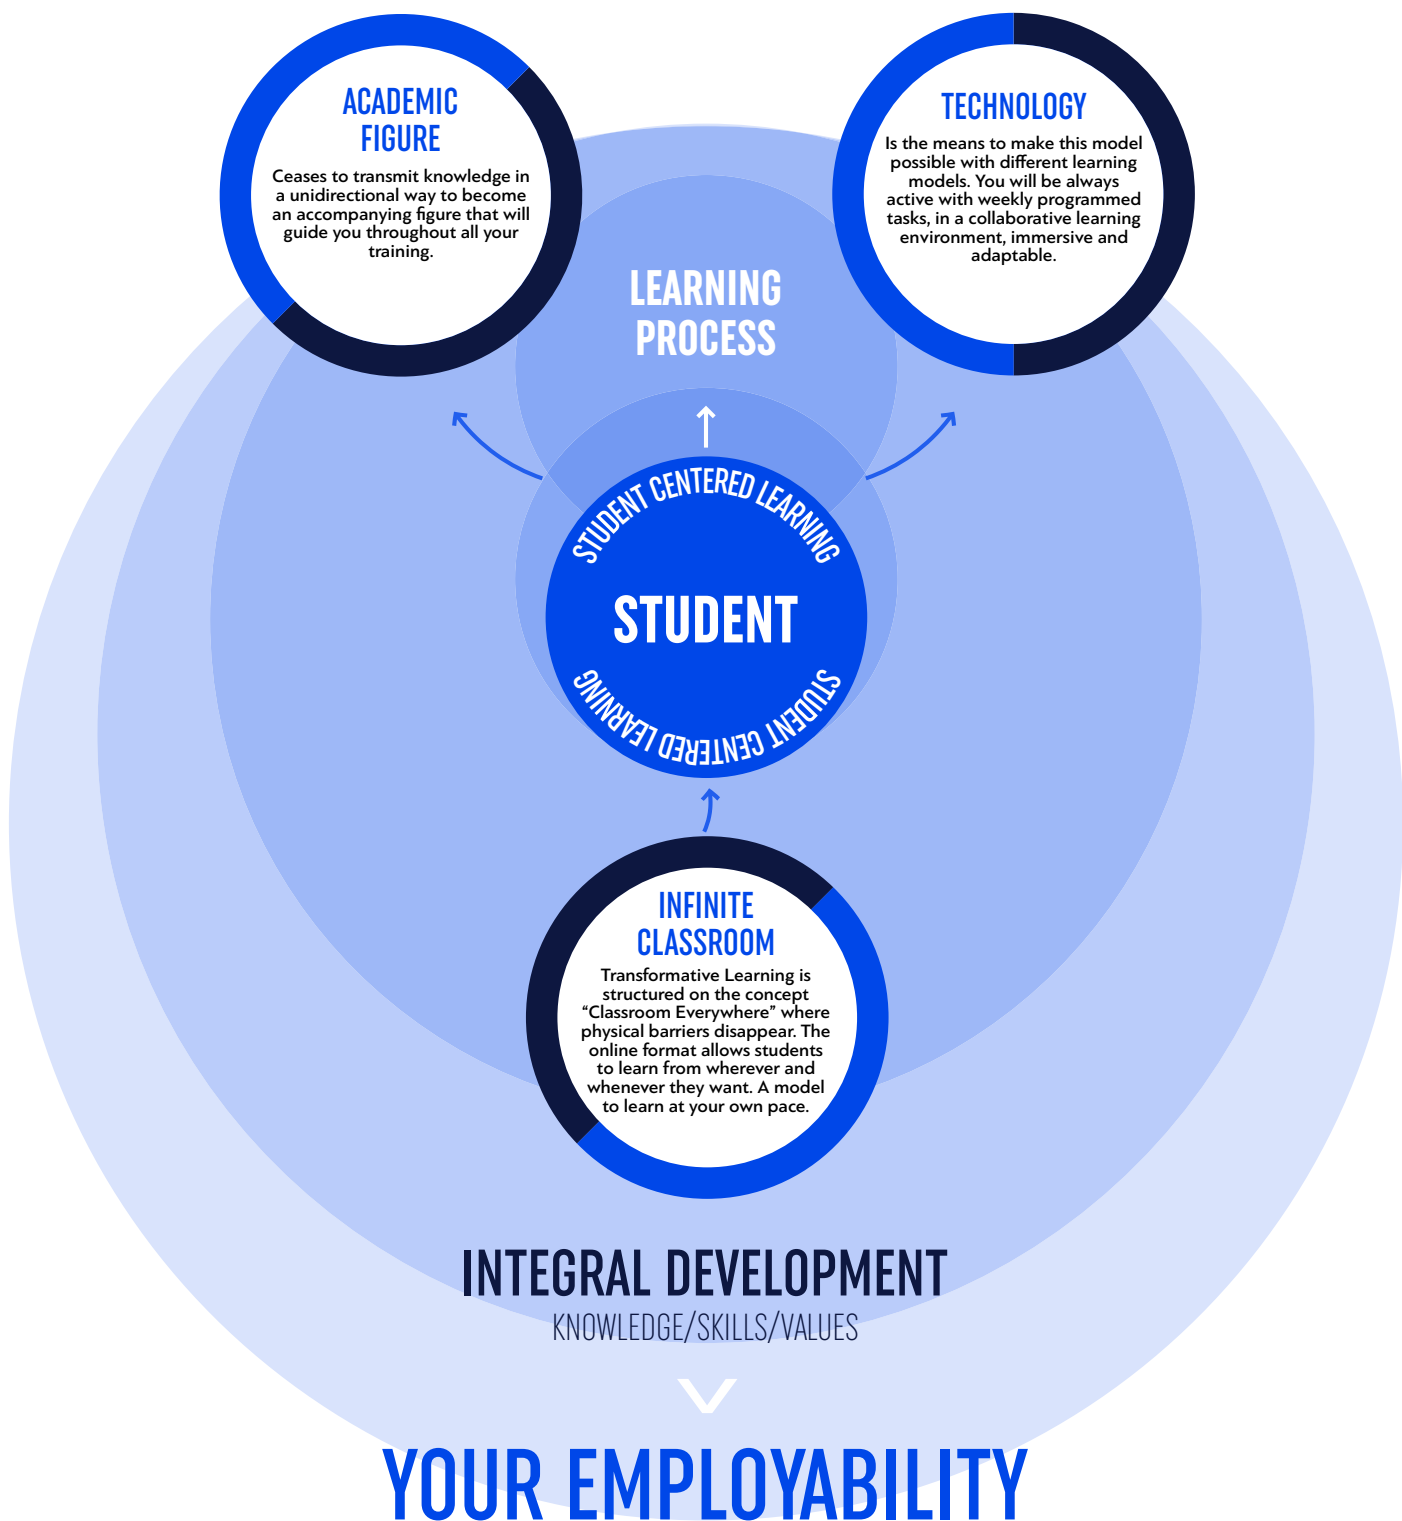 ACADEMIC
FIGURE
Ceases to transmit knowledge in
a unidirectional way to become
an accompanying figure that will
guide you throughout all your
training.
TECHNOLOGY
Is the means to make this model
possible with different learning
models. You will be always
active with weekly programmed
tasks, in a collaborative learning
environment, immersive and
adaptable.
LEARNING
PROCESS
STUDENT CENTERED LEARNING
STUDENT
STUDENT CENTERED LEARNING
INFINITE
CLASSROOM
Transformative Learning is
structured on the concept
“Classroom Everywhere” where
physical barriers disappear. The
online format allows students
to learn from wherever and
whenever they want. A model
to learn at your own pace.
INTEGRAL DEVELOPMENT
KNOWLEDGE/SKILLS/VALUES
YOUR EMPLOYABILITY